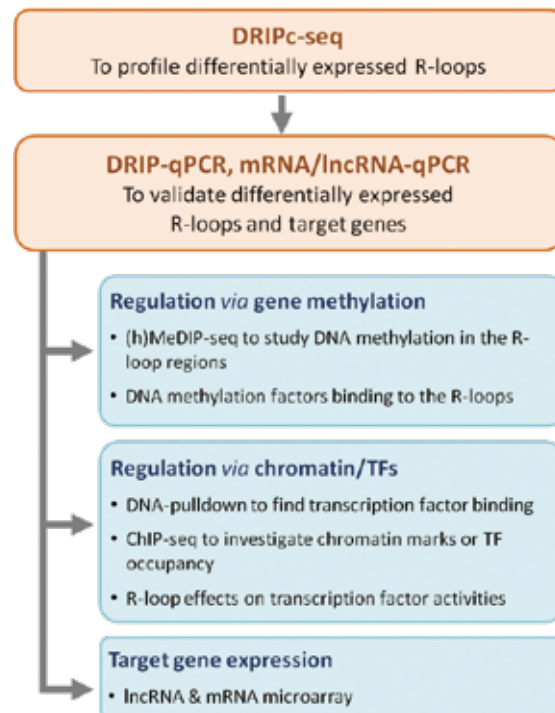 DRIPc-seq
To profile differentially expressed R-loops
DRIP-qPCR, mRNA/lncRNA-qPCR
To validate differentially expressed
R-loops and target genes
Regulation via gene methylation
• (h)MeDIP-seq to study DNA methylation in the R-
loop regions
• DNA methylation factors binding to the R-loops
Regulation via chromatin/TFs
• DNA-pulldown to find transcription factor binding
• ChIP-seq to investigate chromatin marks or TF
occupancy
• R-loop effects on transcription factor activities
Target gene expression
• lncRNA & mRNA microarray